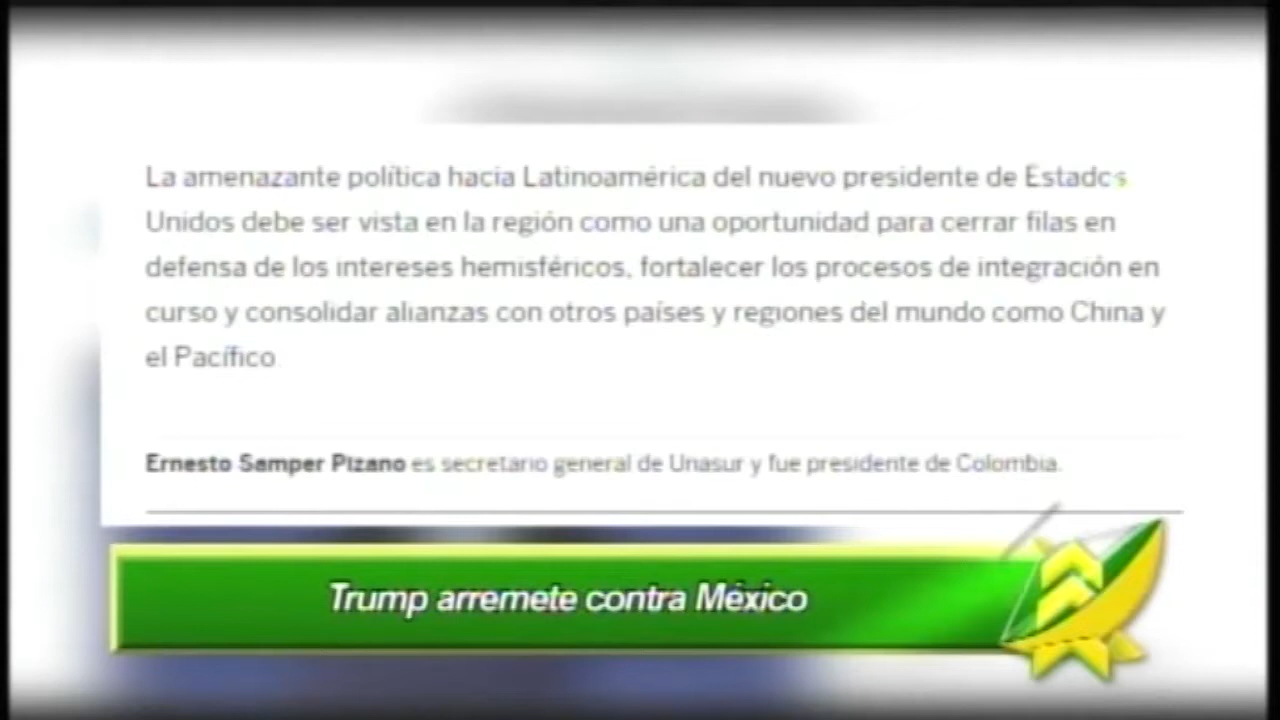 La amenazante política hacia Latinoamérica del nuevo presidente de Estados
Unidos debe ser vista en la región como una oportunidad para cerrar filas en
defensa de los intereses hemisféricos, fortalecer los procesos de integración en
curso y consolidar alianzas con otros países y regiones del mundo como China y
el Pacífico
Ernesto Samper Pizano es secretario general de Unasur y fue presidente de Colombia.
Trump arremete contra México